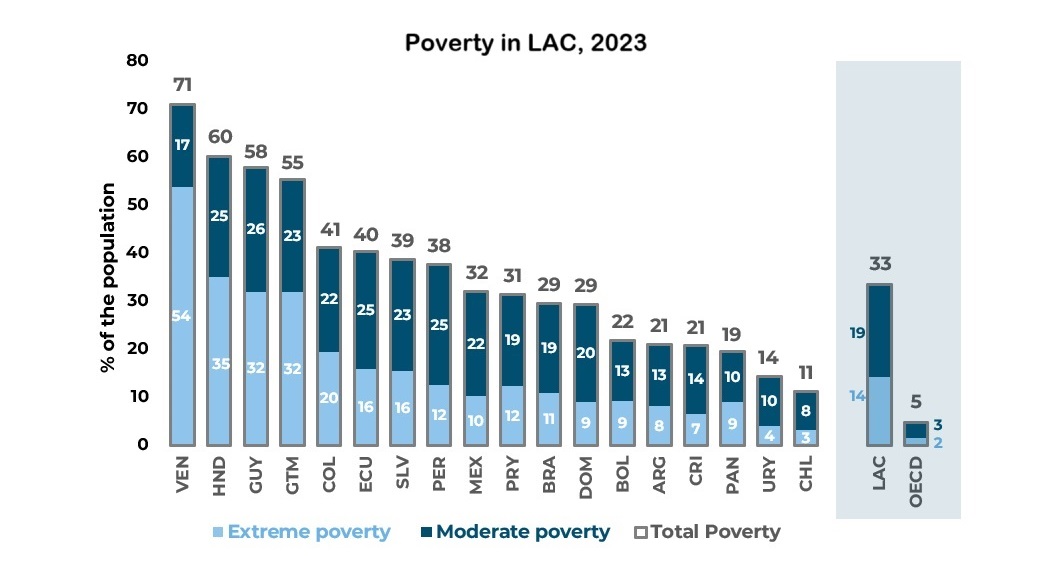 Poverty in LAC, 2023
% of the population
80
70
60
50
40
30
20
10
0
71 60 58 55 41 40 39 38 32 31 29 29 22 21 21 19 14 11 33 5
17 25 26 23 22 25 23 25 22 19 19 20 13 13 14 10 10 8 19 3
54 35 32 32 20 16 16 12 10 12 11 9 9 8 7 9 4 3 14 2
VEN HND GUY GTM COL ECU SLV PER MEX PRY BRA DOM BOL ARG CRI PAN URY CHL LAC OECD
Extreme poverty Moderate poverty Total Poverty